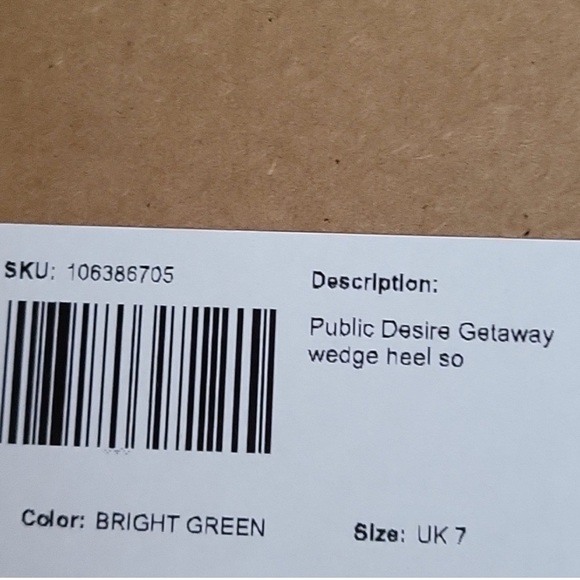 SKU: 106386705
Description:
Public Desire Getaway
wedge heel so
Color: BRIGHT GREEN
Size: UK 7